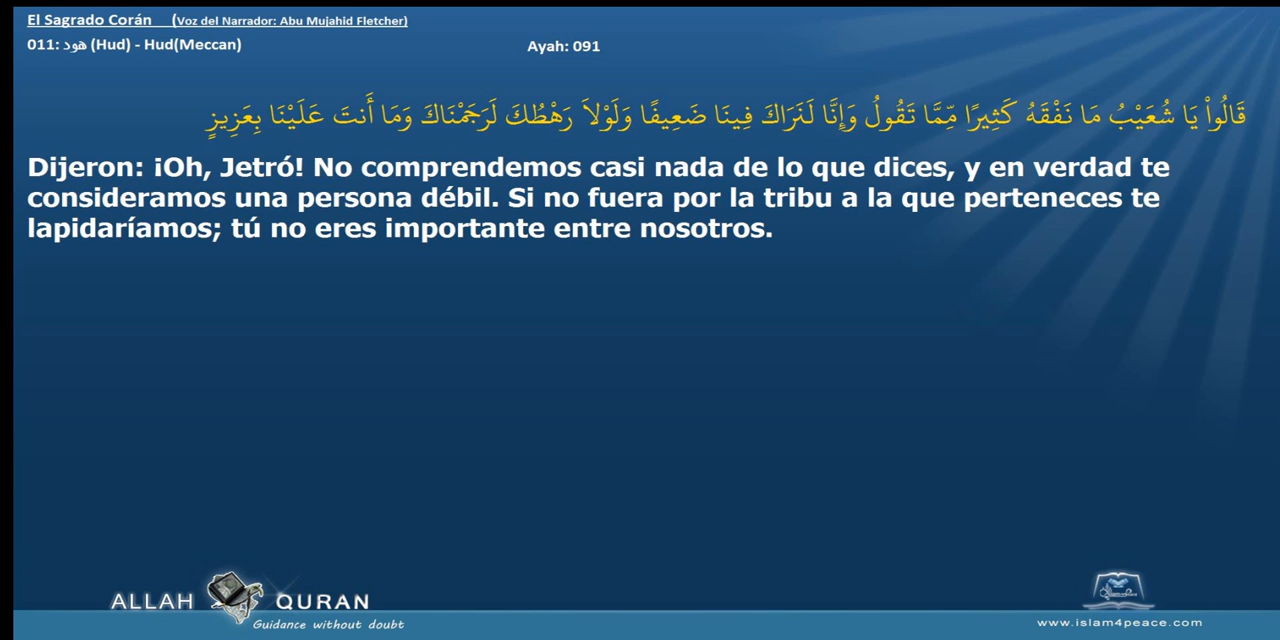 El Sagrado Corán (Voz del Narrador: Abu Mujahid Fletcher)
011: هود (Hud) - Hud(Meccan)
Ayah: 091
قَالُواْ يَا شُعَيْبُ مَا نَفْقَهُ كَثِيرًا مِّمَّا تَقُولُ وَإِنَّا لَنَرَاكَ فِينَا ضَعِيفًا وَلَوْلاَ رَهْطُكَ لَرَجَمْنَاكَ وَمَا أَنتَ عَلَيْنَا بِعَزِيزٍ
Dijeron: ¡Oh, Jetró! No comprendemos casi nada de lo que dices, y en verdad te
consideramos una persona débil. Si no fuera por la tribu a la que perteneces te
lapidaríamos; tú no eres importante entre nosotros.
ALLAH QURAN
Guidance without doubt
www.islam4peace.com